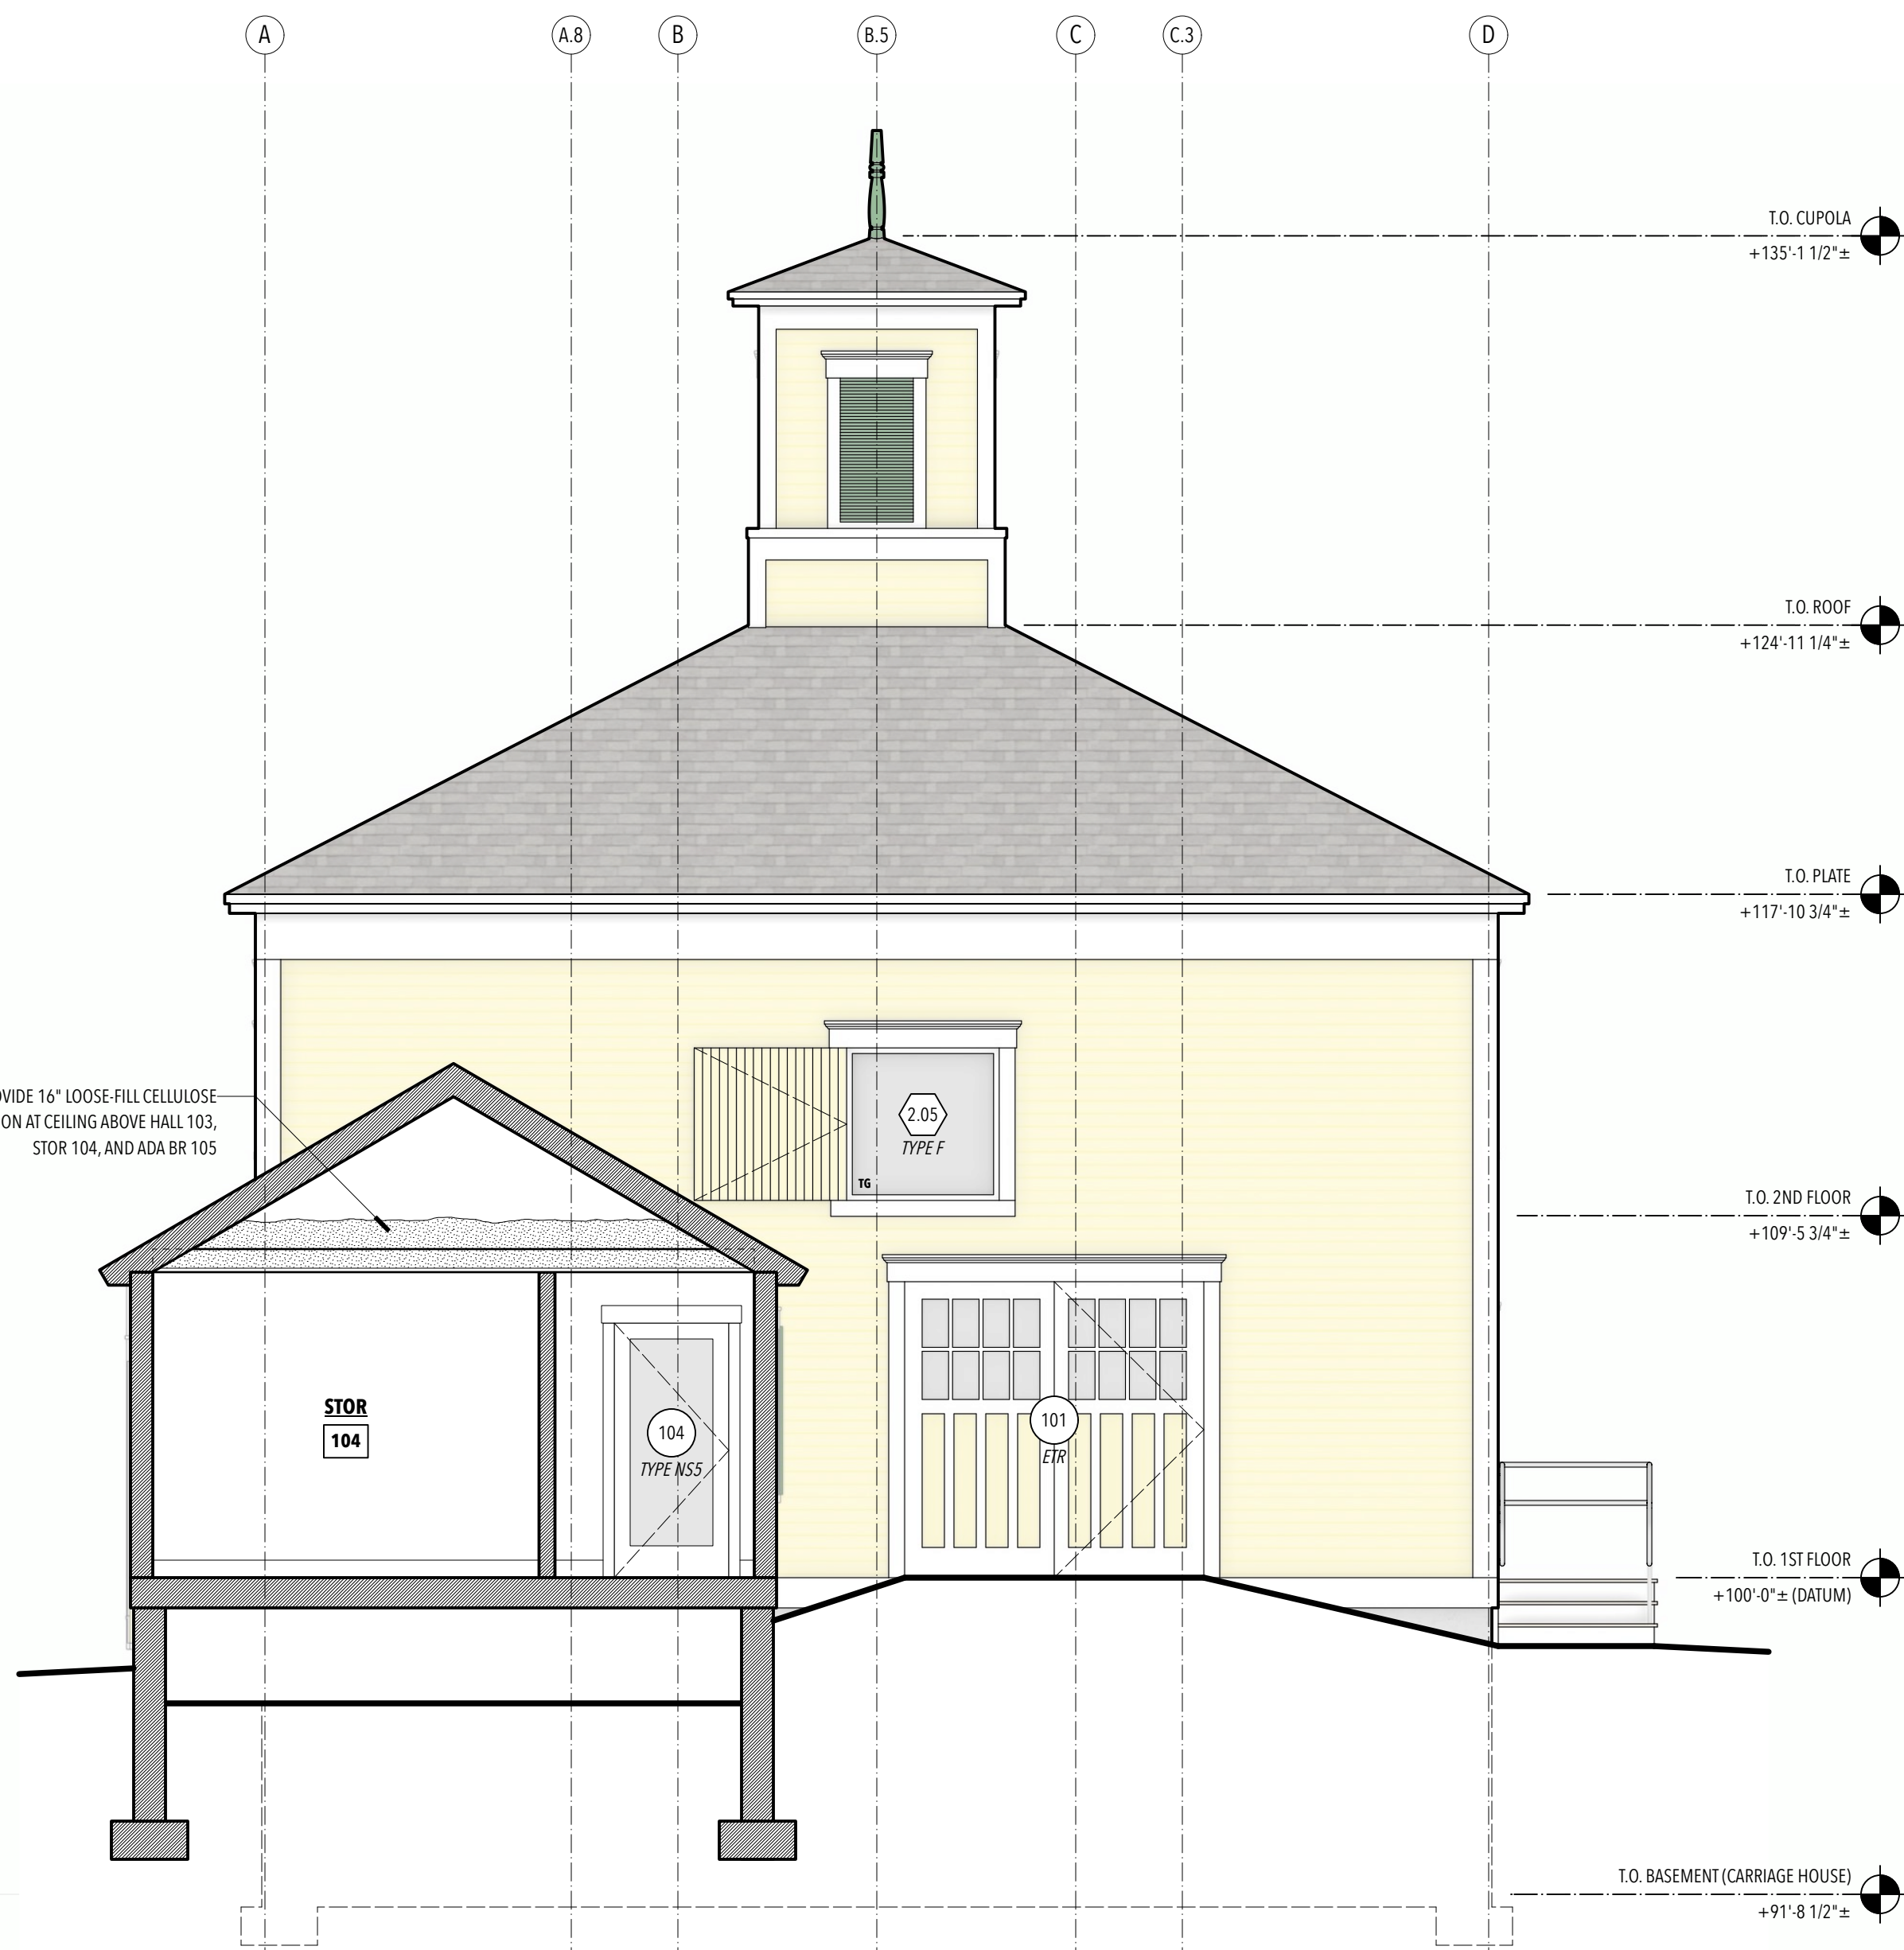 A
A.8
B
B.5
C
C.3
D
T.O. CUPOLA
+135'-1 1/2"±
T.O. ROOF
+124'-11 1/4"±
T.O. PLATE
+117'-10 3/4"±
16" LOOSE-FILL CELLULOSE
AT CEILING ABOVE HALL 103,
STOR 104, AND ADA BR 105
2.05
TYPE F
TG
T.O. 2ND FLOOR
+109'-5 3/4"±
STOR
104
104
TYPE NS5
101
ETR
T.O. 1ST FLOOR
+100'-0"± (DATUM)
T.O. BASEMENT (CARRIAGE HOUSE)
+91'-8 1/2"±